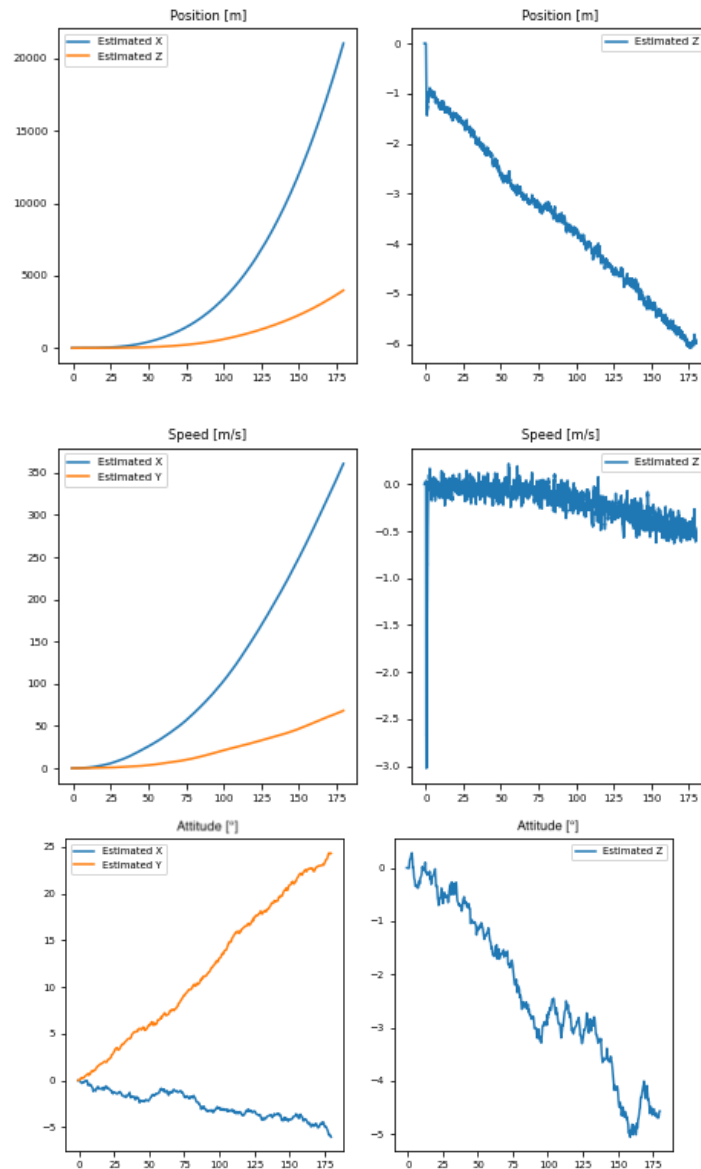 Position [m]
Estimated X
Estimated Z
20000
15000
10000
5000
0
0 25 50 75 100 125 150 175
Position [m]
Estimated Z
0
−1
−2
−3
−4
−5
−6
0 25 50 75 100 125 150 175
Speed [m/s]
Estimated X
Estimated Y
350
300
250
200
150
100
50
0
0 25 50 75 100 125 150 175
Speed [m/s]
Estimated Z
0.0
−0.5
−1.0
−1.5
−2.0
−2.5
−3.0
0 25 50 75 100 125 150 175
Attitude [°]
Estimated X
Estimated Y
25
20
15
10
5
0
−5
0 25 50 75 100 125 150 175
Attitude [°]
Estimated Z
0
−1
−2
−3
−4
−5
0 25 50 75 100 125 150 175